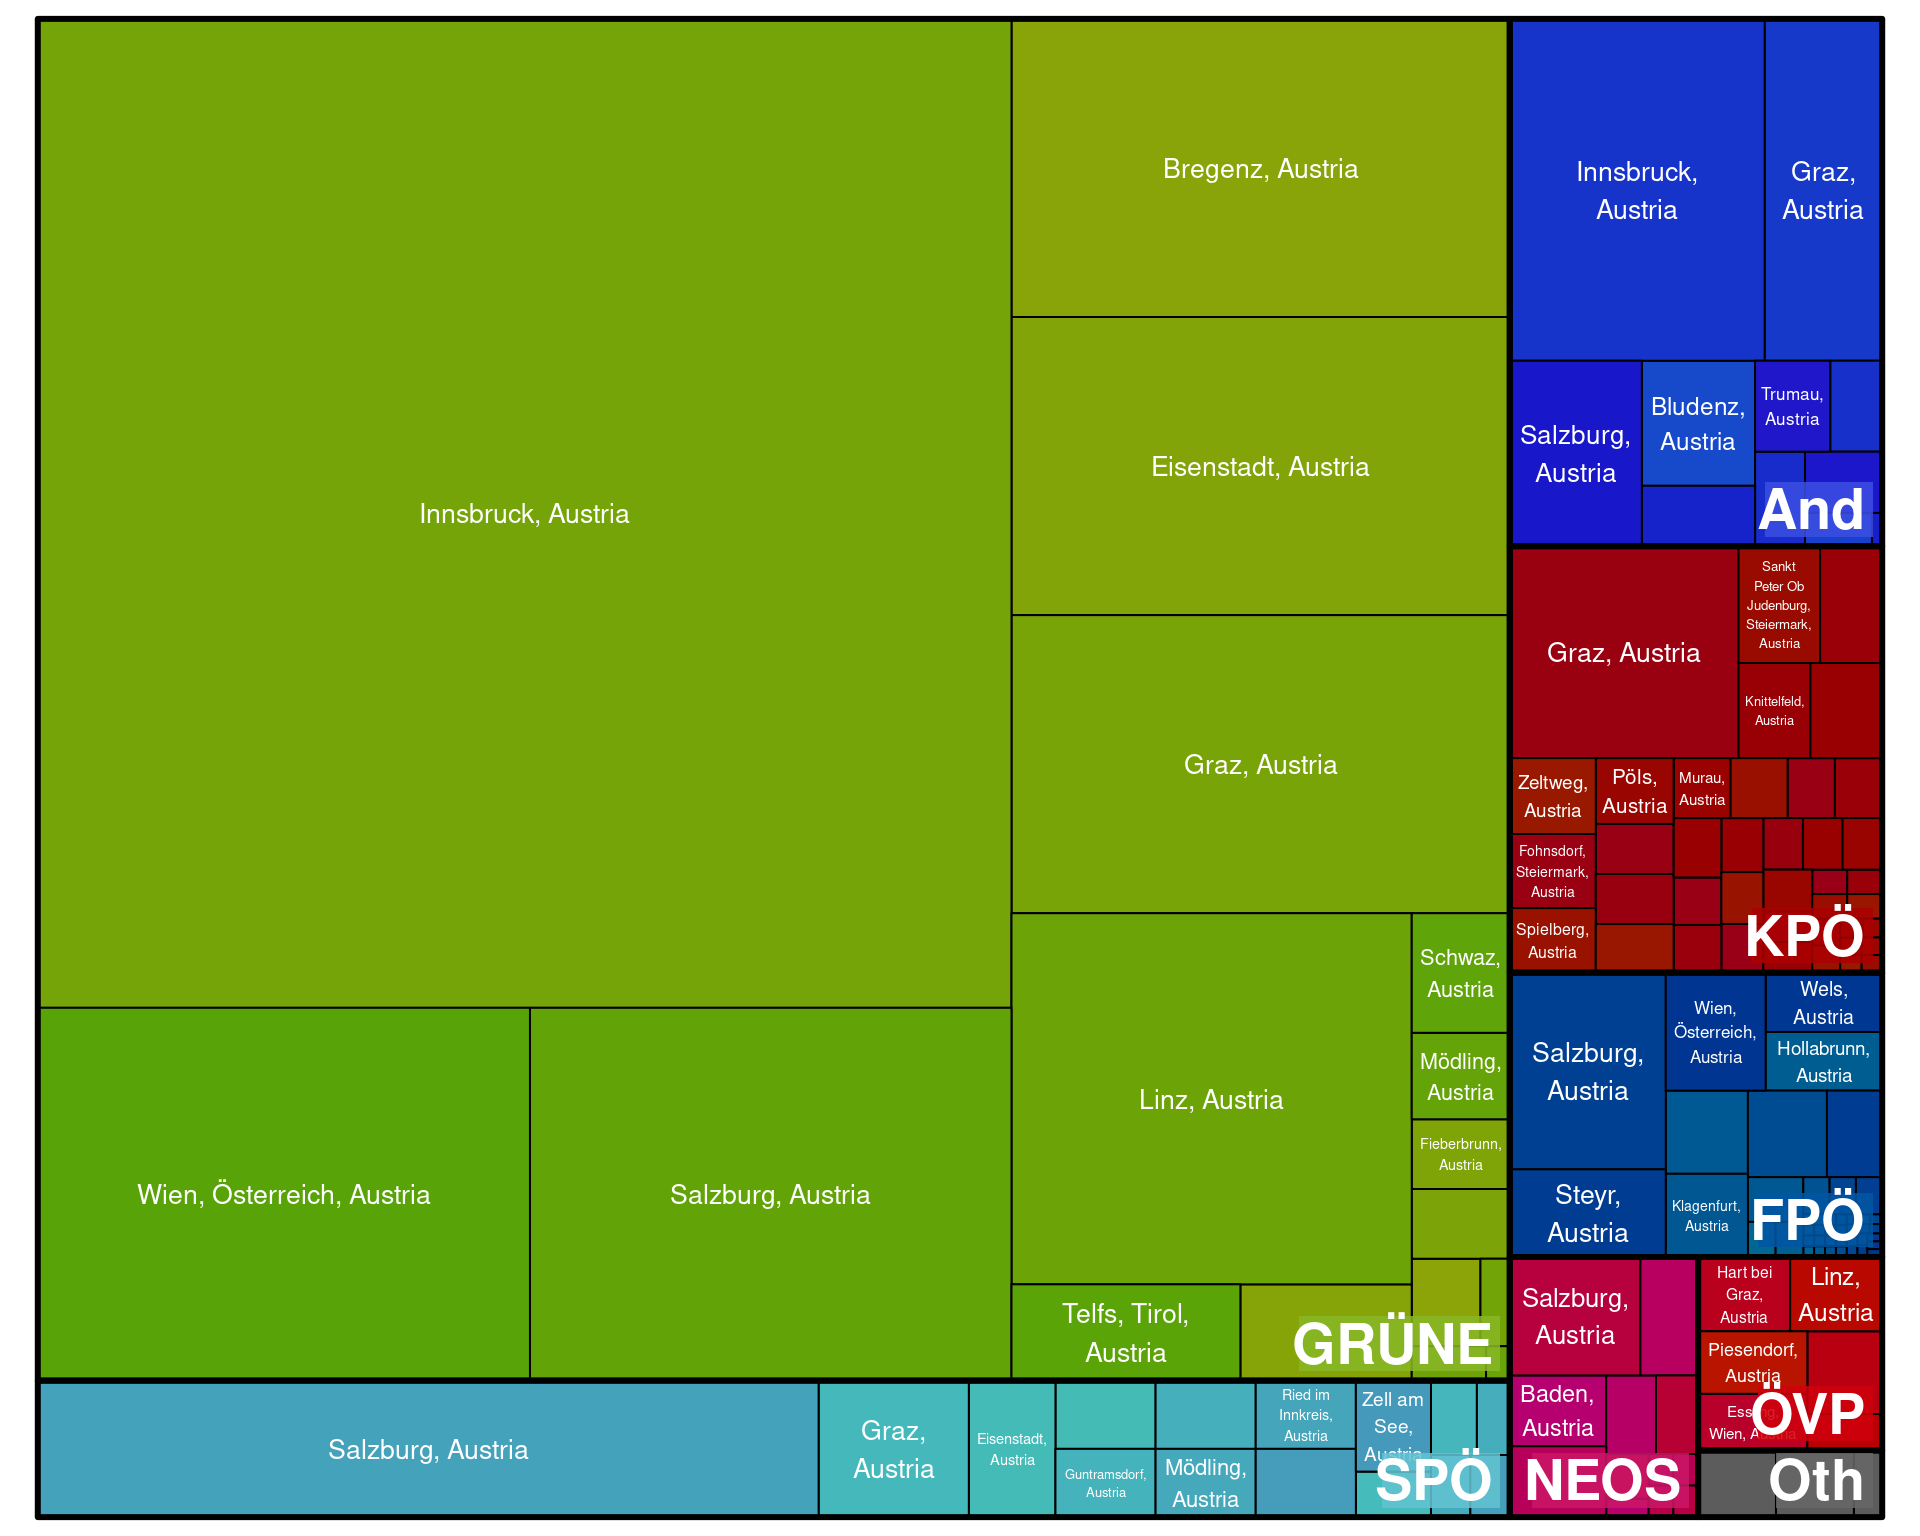 Innsbruck, Austria
Bregenz, Austria
Eisenstadt, Austria
Graz, Austria
Wien, Österreich, Austria
Salzburg, Austria
Linz, Austria
Schwaz,
Austria
Mödling,
Austria
Fieberbrunn,
Austria
Telfs, Tirol,
Austria
GRÜNE
Salzburg, Austria
Graz,
Austria
Eisenstadt,
Austria
Guntramsdorf,
Austria
Mödling,
Austria
Ried im
Innkreis,
Austria
Zell am
See,
Austria
SPÖ
Innsbruck,
Austria
Graz,
Austria
Salzburg,
Austria
Bludenz,
Austria
Trumau,
Austria
And
Graz, Austria
Sankt
Peter Ob
Judenburg,
Steiermark,
Austria
Knittelfeld,
Austria
Zeltweg,
Austria
Pöls,
Austria
Murau,
Austria
Fohnsdorf,
Steiermark,
Austria
Spielberg,
Austria
KPÖ
Salzburg,
Austria
Wien,
Österreich,
Austria
Wels,
Austria
Hollabrunn,
Austria
Steyr,
Austria
Klagenfurt,
Austria
FPÖ
Salzburg,
Austria
Baden,
Austria
NEOS
Hart bei
Graz,
Austria
Linz,
Austria
Piesendorf,
Austria
Essling,
Wien, Austria
ÖVP
Oth